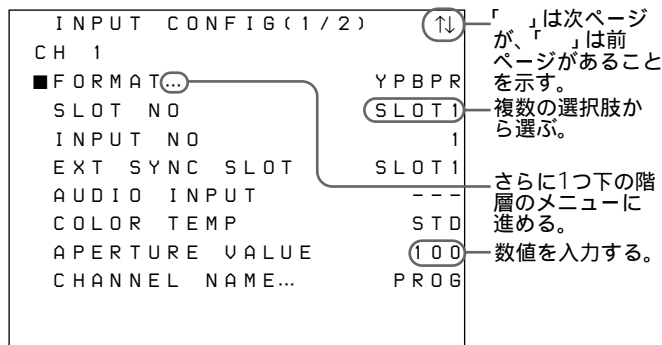 INPUT CONFIG(1/2) ↑↓
CH 1
■FORMAT… YPBPR
SLOT NO SLOT1
INPUT NO 1
EXT SYNC SLOT SLOT1
AUDIO INPUT ---
COLOR TEMP STD
APERTURE VALUE 100
CHANNEL NAME… PROG
「　」は次ページ
が、「　」は前
ページがあること
を示す。
複数の選択肢か
ら選ぶ。
さらに1つ下の階
層のメニューに
進める。
数値を入力する。